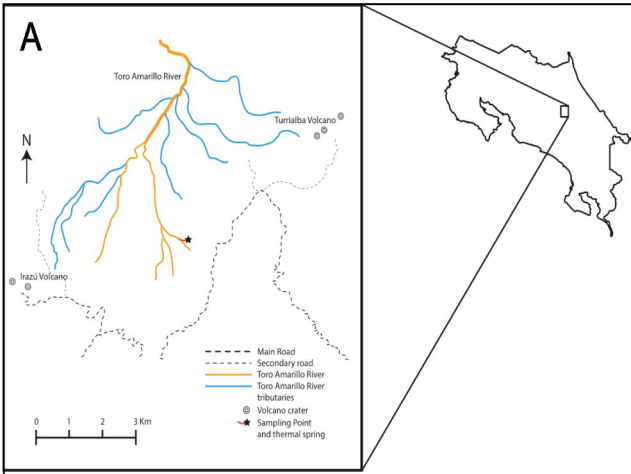 A
Toro Amarillo River
Turrialba Volcano
N
Irazú Volcano
Main Road
Secondary road
Toro Amarillo River
Toro Amarillo River
tributaries
Volcano crater
Sampling Point
and thermal spring
0 1 2 3 Km